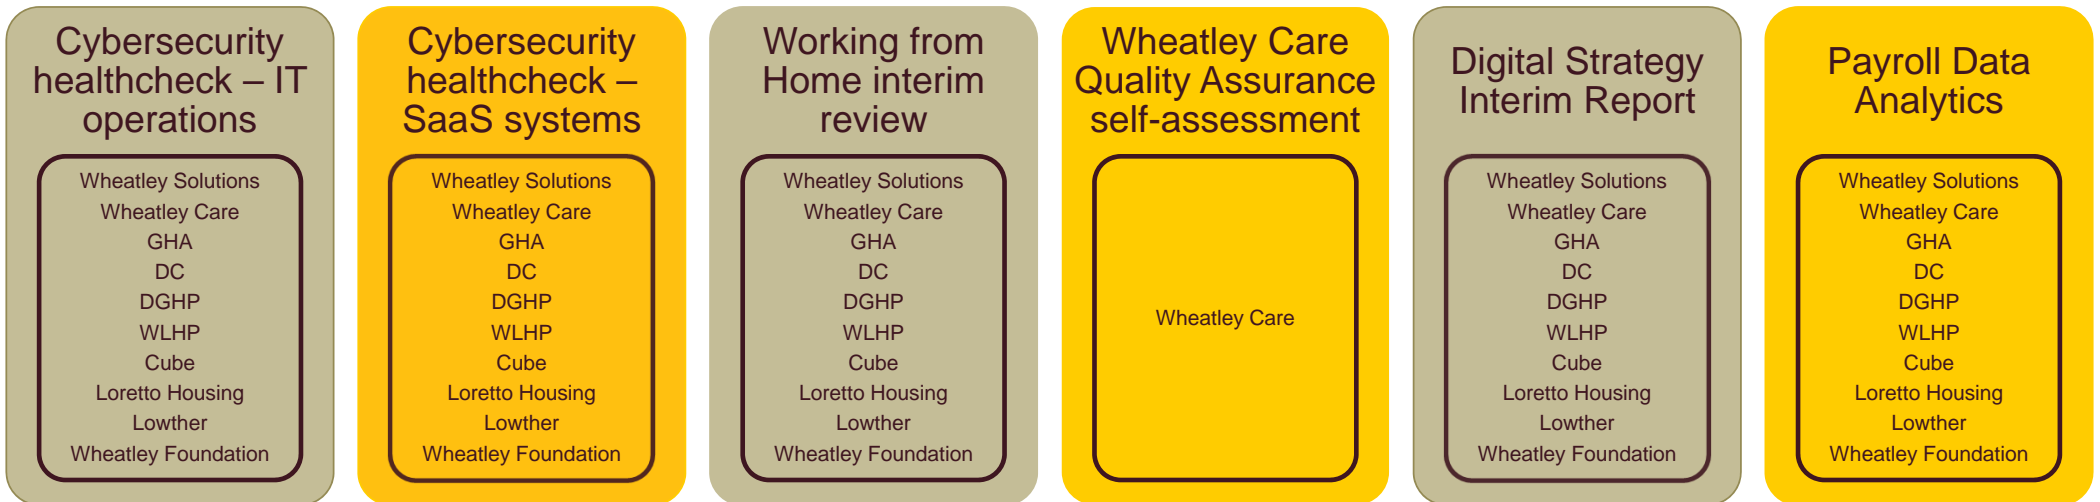 Cybersecurity
healthcheck – IT
operations
Wheatley Solutions
Wheatley Care
GHA
DC
DGHP
WLHP
Cube
Loretto Housing
Lowther
Wheatley Foundation
Cybersecurity
healthcheck –
SaaS systems
Wheatley Solutions
Wheatley Care
GHA
DC
DGHP
WLHP
Cube
Loretto Housing
Lowther
Wheatley Foundation
Working from
Home interim
review
Wheatley Solutions
Wheatley Care
GHA
DC
DGHP
WLHP
Cube
Loretto Housing
Lowther
Wheatley Foundation
Wheatley Care
Quality Assurance
self-assessment
Wheatley Care
Digital Strategy
Interim Report
Wheatley Solutions
Wheatley Care
GHA
DC
DGHP
WLHP
Cube
Loretto Housing
Lowther
Wheatley Foundation
Payroll Data
Analytics
Wheatley Solutions
Wheatley Care
GHA
DC
DGHP
WLHP
Cube
Loretto Housing
Lowther
Wheatley Foundation